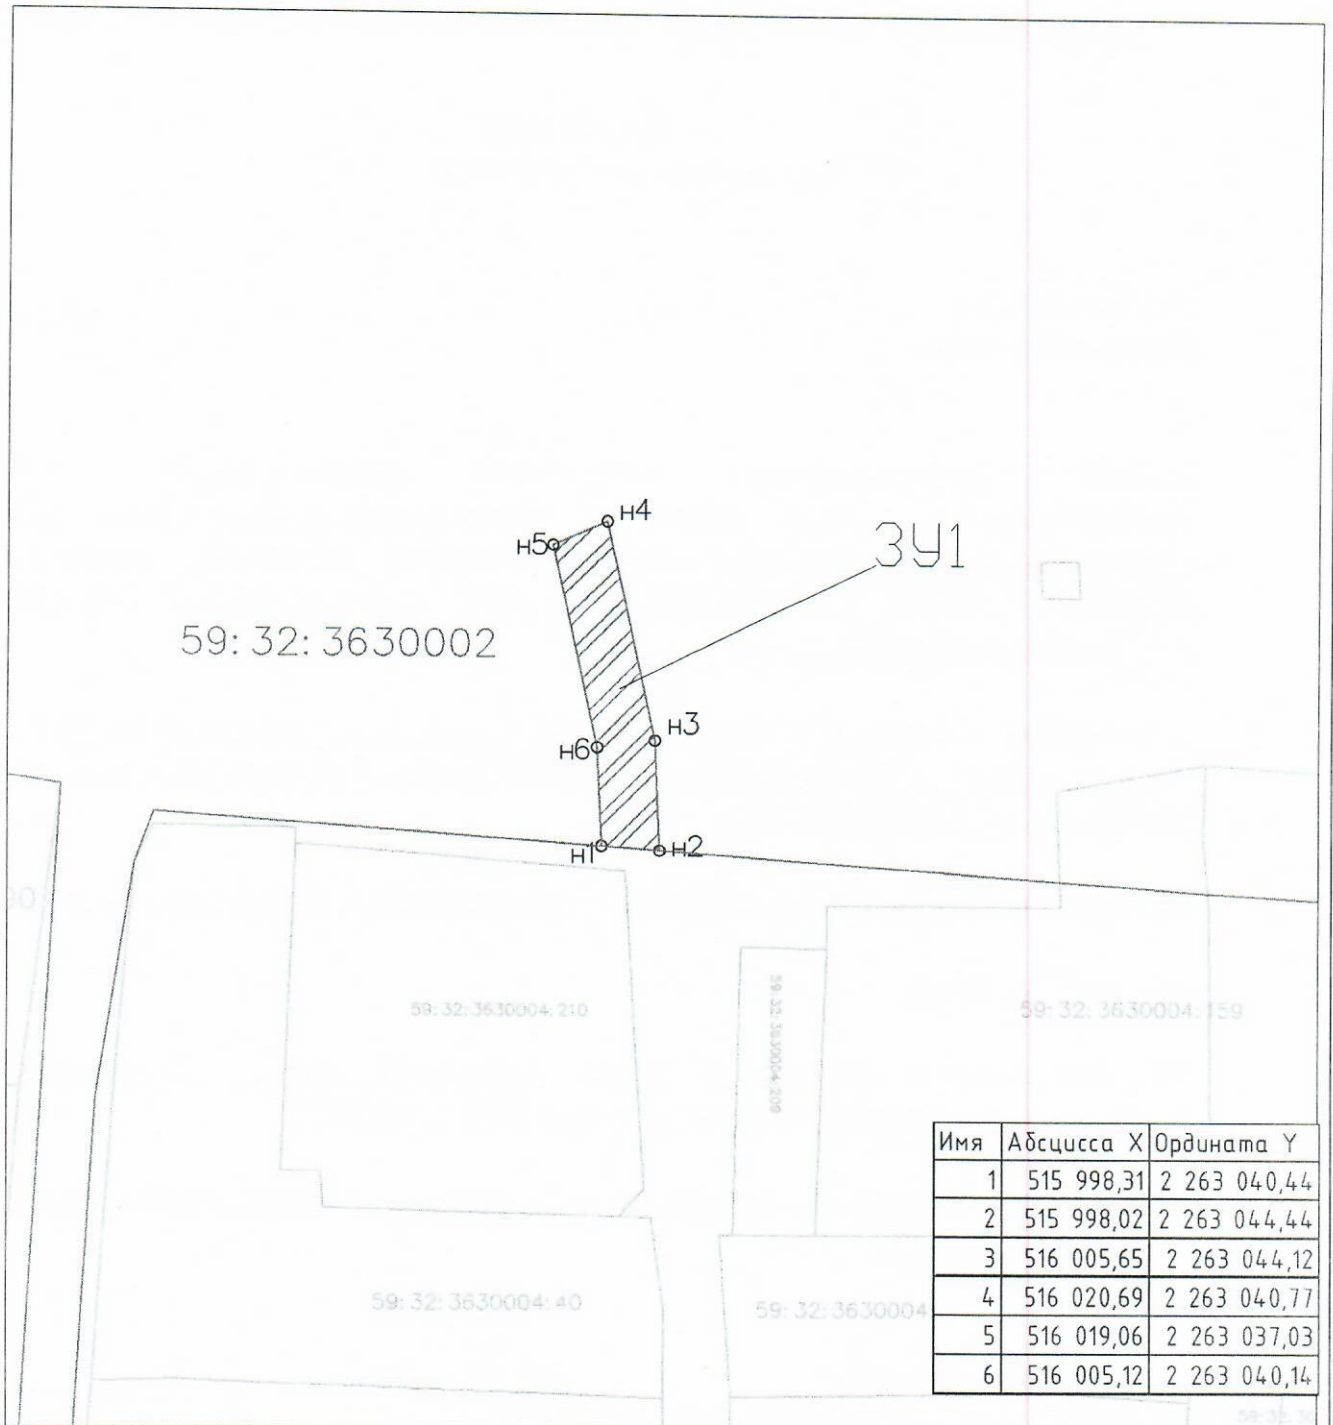 н4
н5
ЗУ1
59: 32: 3630002
н3
н6
н1
н2
59: 32: 3630004: 210
59: 32: 3630004: 209
59: 32: 3630004: 159
59: 32: 3630004: 40
59: 32: 3630004
Имя Абсцисса X Ордината Y
1 515 998,31 2 263 040,44
2 515 998,02 2 263 044,44
3 516 005,65 2 263 044,12
4 516 020,69 2 263 040,77
5 516 019,06 2 263 037,03
6 516 005,12 2 263 040,14